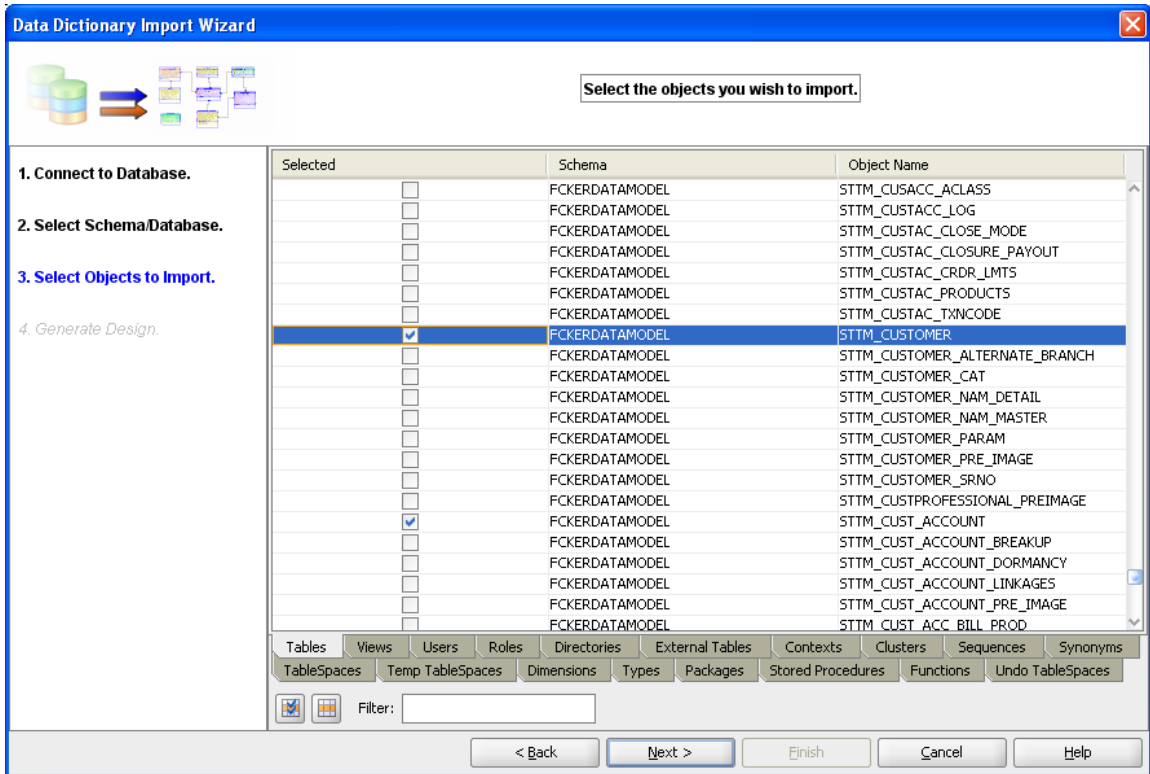 Data Dictionary Import Wizard
Select the objects you wish to import.
1. Connect to Database.
2. Select Schema/Database.
3. Select Objects to Import.
4. Generate Design.
Selected Schema Object Name
FCKERDATAMODEL STTM_CUSACC_ACLASS
FCKERDATAMODEL STTM_CUSTACC_LOG
FCKERDATAMODEL STTM_CUSTAC_CLOSE_MODE
FCKERDATAMODEL STTM_CUSTAC_CLOSURE_PAYOUT
FCKERDATAMODEL STTM_CUSTAC_CRDR_LMTS
FCKERDATAMODEL STTM_CUSTAC_PRODUCTS
FCKERDATAMODEL STTM_CUSTAC_TXNCODE
FCKERDATAMODEL STTM_CUSTOMER
FCKERDATAMODEL STTM_CUSTOMER_ALTERNATE_BRANCH
FCKERDATAMODEL STTM_CUSTOMER_CAT
FCKERDATAMODEL STTM_CUSTOMER_NAM_DETAIL
FCKERDATAMODEL STTM_CUSTOMER_NAM_MASTER
FCKERDATAMODEL STTM_CUSTOMER_PARAM
FCKERDATAMODEL STTM_CUSTOMER_PRE_IMAGE
FCKERDATAMODEL STTM_CUSTOMER_SRNO
FCKERDATAMODEL STTM_CUSTPROFESSIONAL_PREIMAGE
FCKERDATAMODEL STTM_CUST_ACCOUNT
FCKERDATAMODEL STTM_CUST_ACCOUNT_BREAKUP
FCKERDATAMODEL STTM_CUST_ACCOUNT_DORMANCY
FCKERDATAMODEL STTM_CUST_ACCOUNT_LINKAGES
FCKERDATAMODEL STTM_CUST_ACCOUNT_PRE_IMAGE
FCKERDATAMODEL STTM_CUST_ACC_BILL_PROD
Tables Views Users Roles Directories External Tables Contexts Clusters Sequences Synonyms
TableSpaces Temp TableSpaces Dimensions Types Packages Stored Procedures Functions Undo TableSpaces
Filter:
< Back Next > Finish Cancel Help